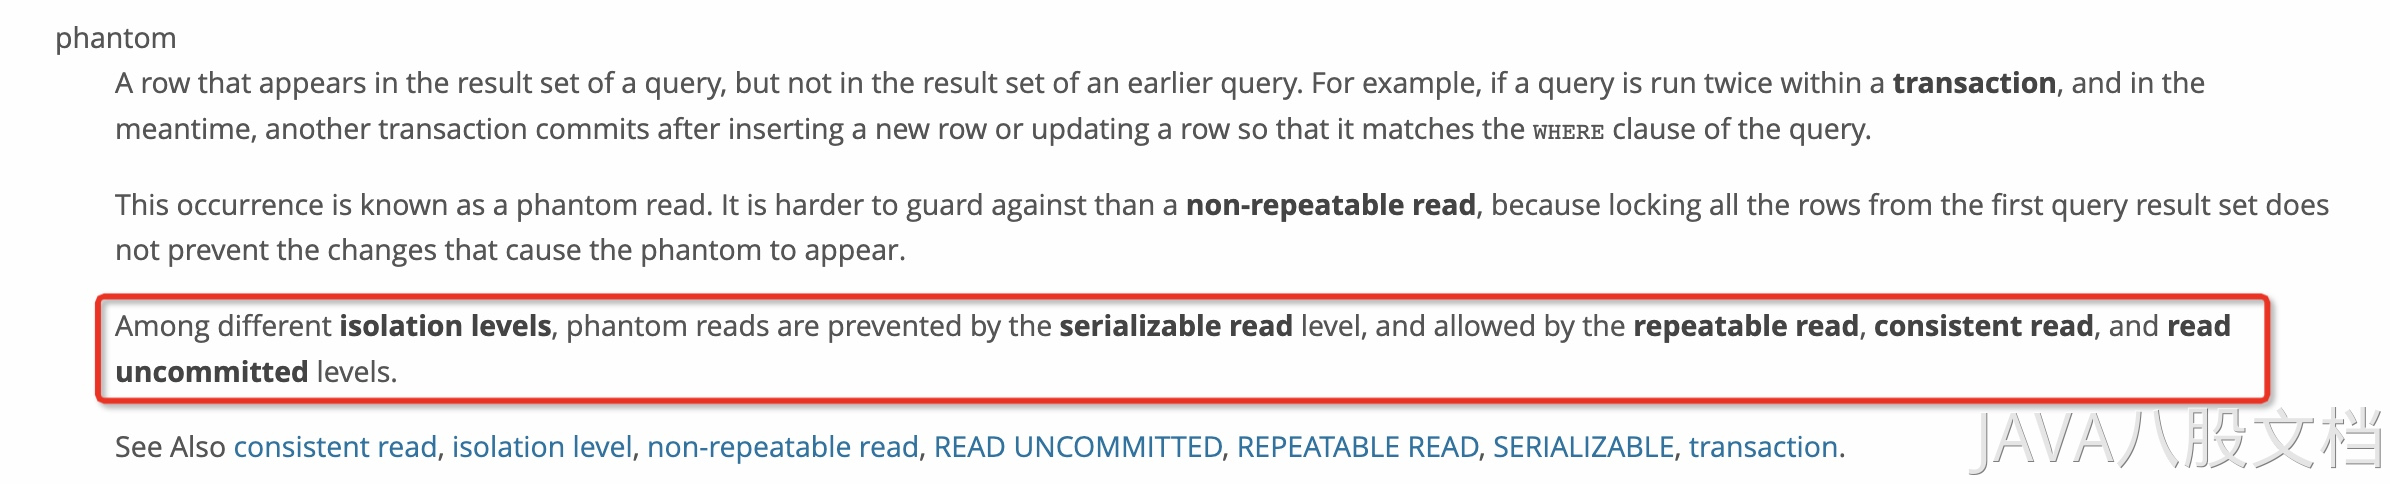 phantom
A row that appears in the result set of a query, but not in the result set of an earlier query. For example, if a query is run twice within a transaction, and in the
meantime, another transaction commits after inserting a new row or updating a row so that it matches the WHERE clause of the query.
This occurrence is known as a phantom read. It is harder to guard against than a non-repeatable read, because locking all the rows from the first query result set does
not prevent the changes that cause the phantom to appear.
Among different isolation levels, phantom reads are prevented by the serializable read level, and allowed by the repeatable read, consistent read, and read
uncommitted levels.
See Also consistent read, isolation level, non-repeatable read, READ UNCOMMITTED, REPEATABLE READ, SERIALIZABLE, transaction.
JAVA八股文档